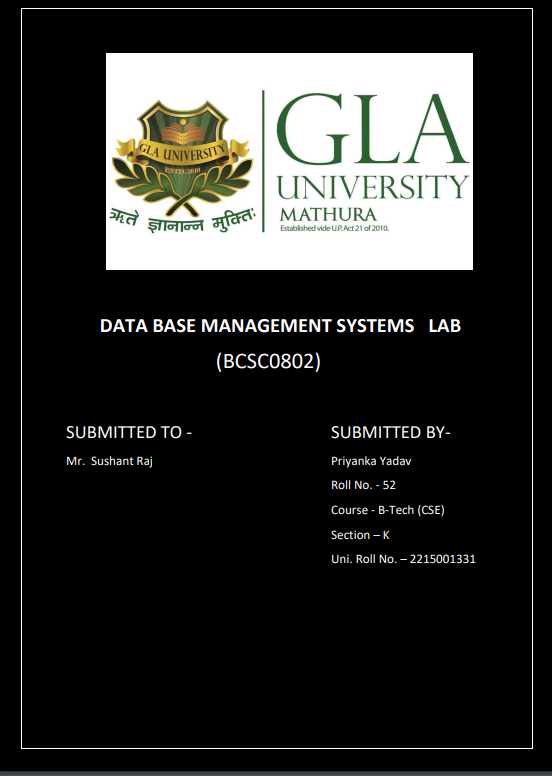 GLA UNIVERSITY
ESTD.2010
ऋते ज्ञानान्न मुक्तिः
GLA
UNIVERSITY
MATHURA
Established vide U.P. Act 21 of 2010.
DATA BASE MANAGEMENT SYSTEMS LAB
(BCSC0802)
SUBMITTED TO -
Mr. Sushant Raj
SUBMITTED BY-
Priyanka Yadav
Roll No. - 52
Course - B-Tech (CSE)
Section – K
Uni. Roll No. – 2215001331